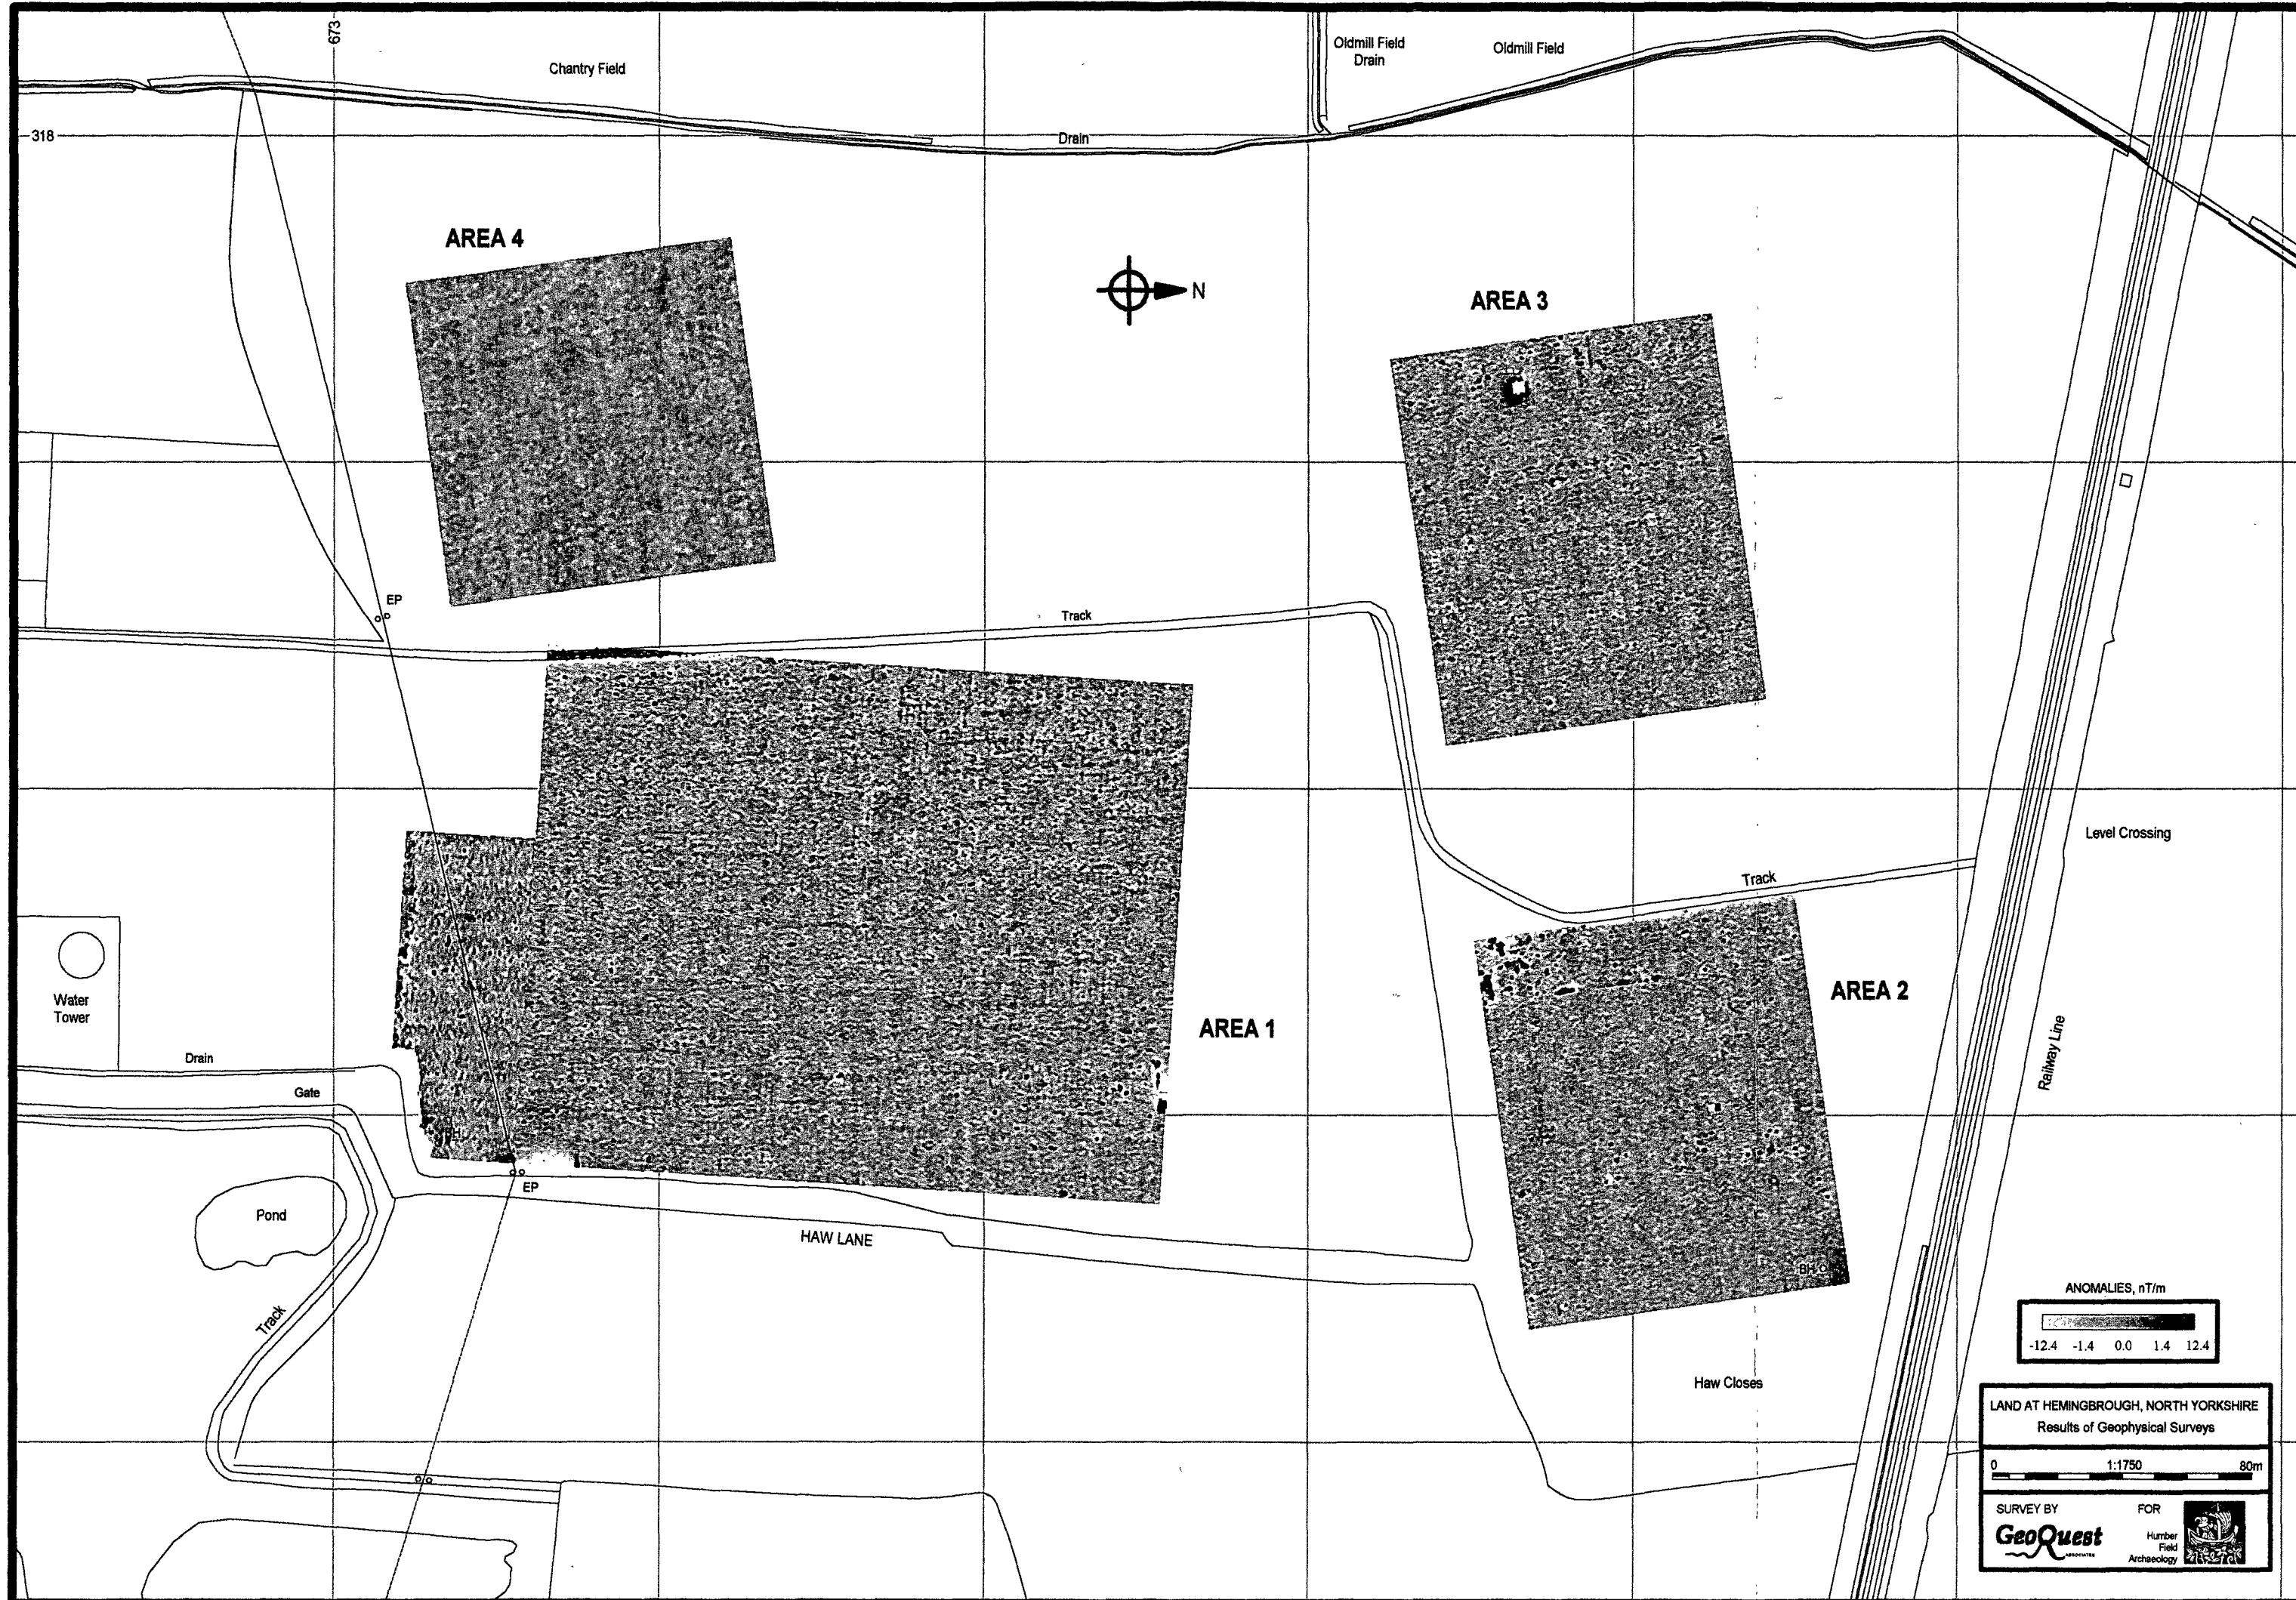 673
Chantry Field
Oldmill Field
Drain
Oldmill Field
318
Drain
AREA 4
N
AREA 3
EP
Track
Level Crossing
Track
Water
Tower
AREA 2
AREA 1
Drain
Railway Line
Gate
BH
EP
Pond
HAW LANE
BH
Track
Haw Closes
ANOMALIES, nT/m
-12.4 -1.4 0.0 1.4 12.4
LAND AT HEMINGBROUGH, NORTH YORKSHIRE
Results of Geophysical Surveys
0 1:1750 80m
SURVEY BY FOR
GeoQuest
ASSOCIATES
Humber
Field
Archaeology